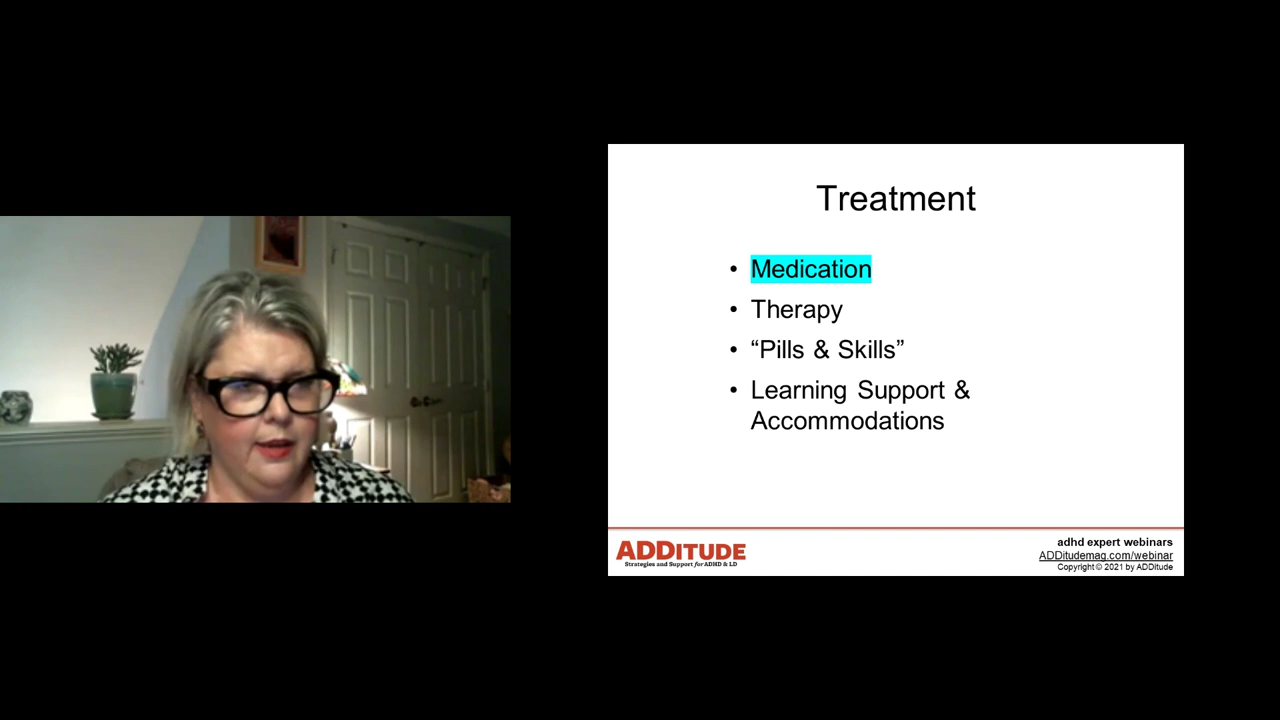 Treatment
• Medication
• Therapy
• “Pills & Skills”
• Learning Support &
Accommodations
ADDITUDE
Strategies and Support for ADHD & LD
adhd expert webinars
ADDitudemag.com/webinar
Copyright © 2021 by ADDitude